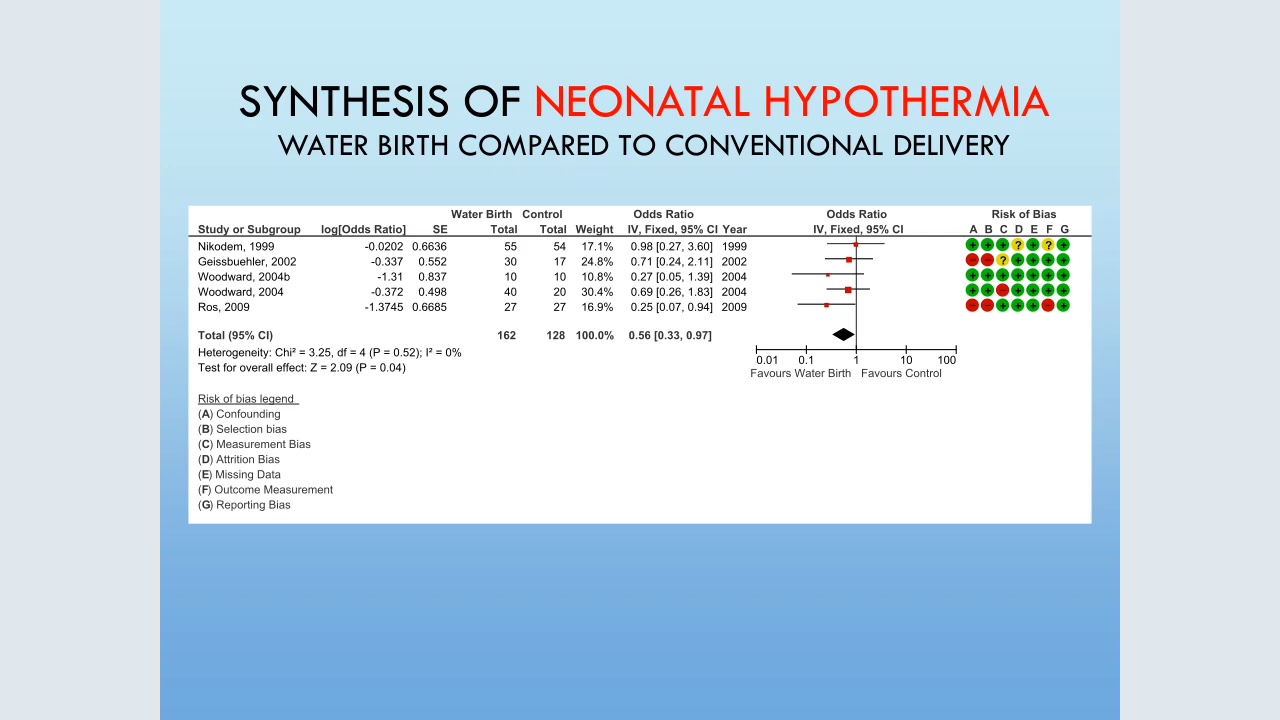 SYNTHESIS OF NEONATAL HYPOTHERMIA
WATER BIRTH COMPARED TO CONVENTIONAL DELIVERY
Water Birth Control Odds Ratio Odds Ratio Risk of Bias
Study or Subgroup log[Odds Ratio] SE Total Total Weight IV, Fixed, 95% CI Year IV, Fixed, 95% CI A B C D E F G
Nikodem, 1999 -0.0202 0.6636 55 54 17.1% 0.98 [0.27, 3.60] 1999 + + + ? + ? +
Geissbuehler, 2002 -0.337 0.552 30 17 24.8% 0.71 [0.24, 2.11] 2002 − − ? + + + +
Woodward, 2004b -1.31 0.837 10 10 10.8% 0.27 [0.05, 1.39] 2004 + + + + + + +
Woodward, 2004 -0.372 0.498 40 20 30.4% 0.69 [0.26, 1.83] 2004 + + − + + + +
Ros, 2009 -1.3745 0.6685 27 27 16.9% 0.25 [0.07, 0.94] 2009 − − + + + − +
Total (95% CI) 162 128 100.0% 0.56 [0.33, 0.97]
Heterogeneity: Chi² = 3.25, df = 4 (P = 0.52); I² = 0%
Test for overall effect: Z = 2.09 (P = 0.04)
0.01 0.1 1 10 100
Favours Water Birth Favours Control
Risk of bias legend
(A) Confounding
(B) Selection bias
(C) Measurement Bias
(D) Attrition Bias
(E) Missing Data
(F) Outcome Measurement
(G) Reporting Bias